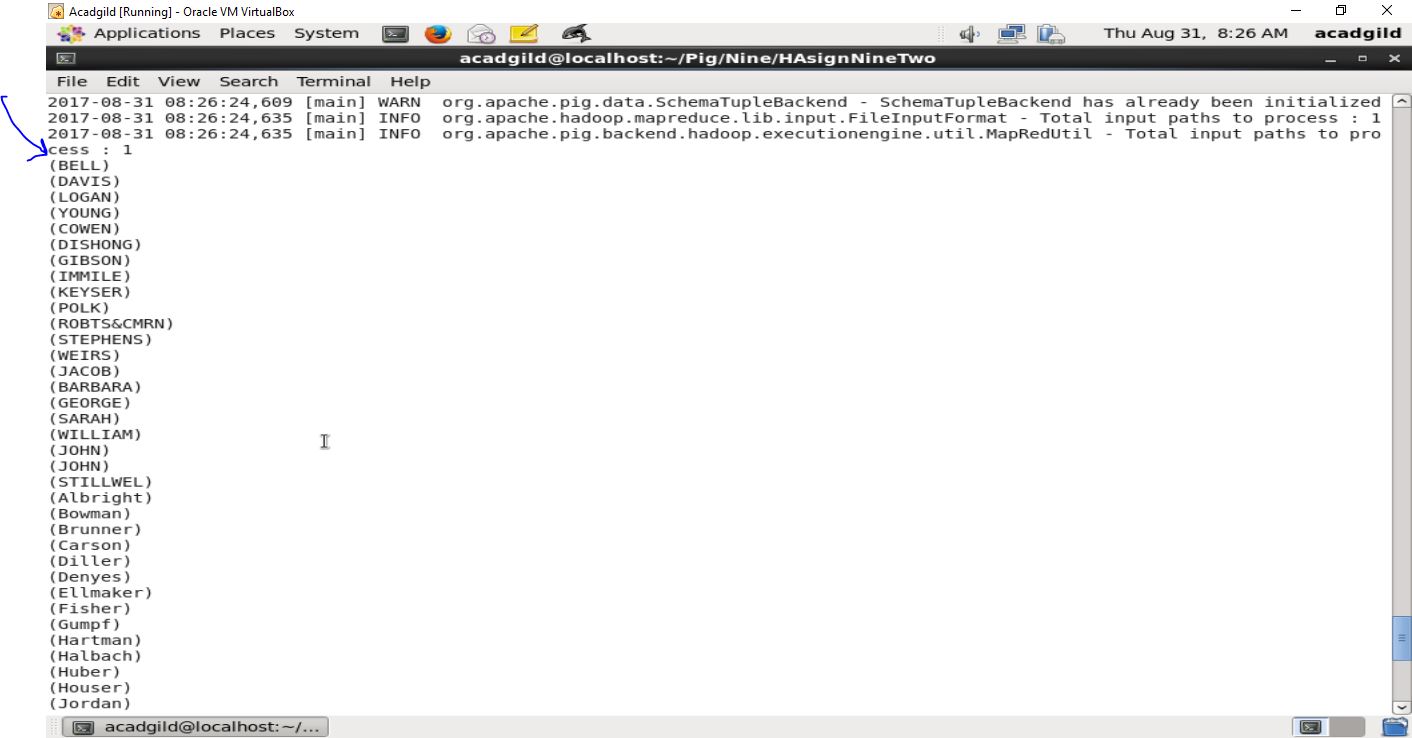 Acadgild [Running] - Oracle VM VirtualBox
Applications Places System Thu Aug 31, 8:26 AM acadgild
acadgild@localhost:~/Pig/Nine/HAsignNineTwo
File Edit View Search Terminal Help
2017-08-31 08:26:24,609 [main] WARN  org.apache.pig.data.SchemaTupleBackend - SchemaTupleBackend has already been initialized
2017-08-31 08:26:24,635 [main] INFO  org.apache.hadoop.mapreduce.lib.input.FileInputFormat - Total input paths to process : 1
2017-08-31 08:26:24,635 [main] INFO  org.apache.pig.backend.hadoop.executionengine.util.MapRedUtil - Total input paths to pro
cess : 1
(BELL)
(DAVIS)
(LOGAN)
(YOUNG)
(COWEN)
(DISHONG)
(GIBSON)
(IMMILE)
(KEYSER)
(POLK)
(ROBTS&CMRN)
(STEPHENS)
(WEIRS)
(JACOB)
(BARBARA)
(GEORGE)
(SARAH)
(WILLIAM)
(JOHN)
(JOHN)
(STILLWEL)
(Albright)
(Bowman)
(Brunner)
(Carson)
(Diller)
(Denyes)
(Ellmaker)
(Fisher)
(Gumpf)
(Hartman)
(Halbach)
(Huber)
(Houser)
(Jordan)
acadgild@localhost:~/...